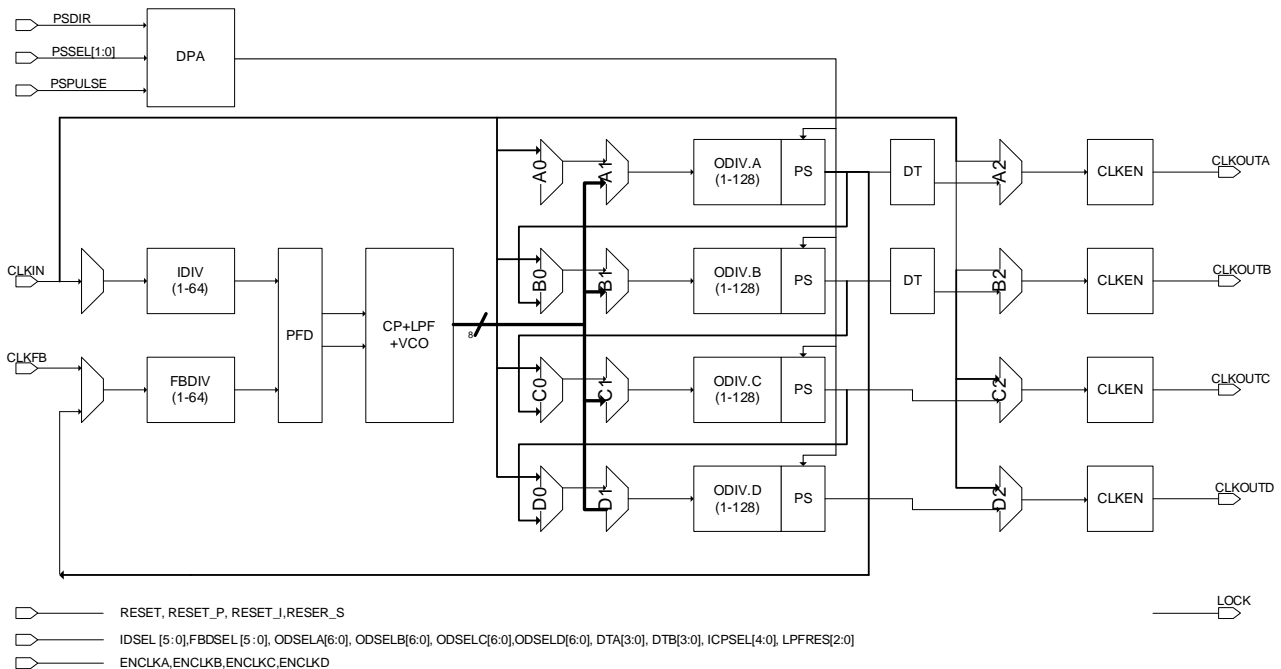 PSDIR
PSSEL[1:0]
PSPULSE
DPA
A0
A1
ODIV.A
(1-128)
PS
DT
A2
CLKEN
CLKOUTA
CLKIN
IDIV
(1-64)
B0
B1
ODIV.B
(1-128)
PS
DT
B2
CLKEN
CLKOUTB
PFD
CP+LPF
+VCO
8
CLKFB
FBDIV
(1-64)
C0
C1
ODIV.C
(1-128)
PS
C2
CLKEN
CLKOUTC
D0
D1
ODIV.D
(1-128)
PS
D2
CLKEN
CLKOUTD
LOCK
RESET, RESET_P, RESET_I,RESER_S
IDSEL [5:0],FBDSEL [5:0], ODSELA[6:0], ODSELB[6:0], ODSELC[6:0],ODSELD[6:0], DTA[3:0], DTB[3:0], ICPSEL[4:0], LPFRES[2:0]
ENCLKA,ENCLKB,ENCLKC,ENCLKD